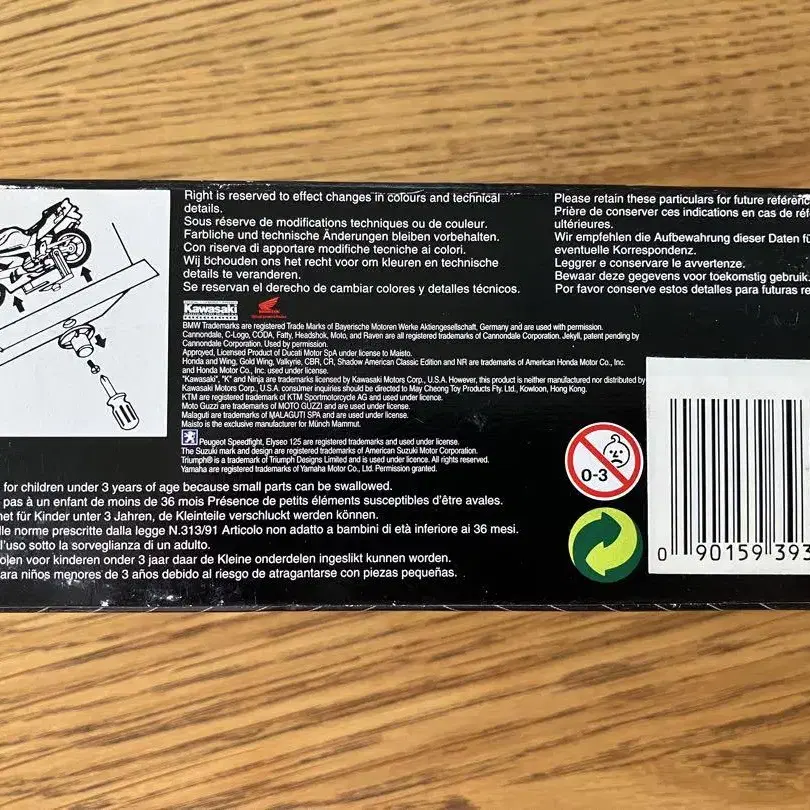 Right is reserved to effect changes in colours and technical
details.
Sous réserve de modifications techniques ou de couleur.
Farbliche und technische Änderungen bleiben vorbehalten.
Con riserva di apportare modifiche tecniche ai colori.
Wij bchouden ons het recht voor om kleuren en technische
details te veranderen.
Se reservan el derecho de cambiar colores y detalles técnicos.
Please retain these particulars for future reference
Prière de conserver ces indications en cas de
ultérieures.
Wir empfehlen die Aufbewahrung dieser Daten
eventuelle Korrespondenz.
Leggrer e conservare le avvertenze.
Bewaar deze gegevens voor toekomstig gebruik.
Por favor conserve estos detalles para futuras
Kawasaki HONDA
BMW Trademarks are registered Trade Marks of Bayerische Motoren Werke Aktiengesellschaft, Germany and are used with permission.
Cannondale, C-Logo, CODA, Fatty, Headshok, Moto, and Raven are all registered trademarks of Cannondale Corporation. Jekyll, patent pending by
Cannondale Corporation. Used by permission.
Approved, Licensed Product of Ducati Motor SpA under license to Maisto.
Honda and Wing, Gold Wing, Valkyrie, CBR, CR, Shadow American Classic Edition and NR are trademarks of American Honda Motor Co., Inc.
and Honda Motor Co., Inc. used under license.
"Kawasaki", "K" and Ninja are trademarks licensed by Kawasaki Motors Corp., U.S.A. However, this product is neither manufactured nor distributed by
Kawasaki Motors Corp., U.S.A. consumer inquiries should be directed to May Cheong Toy Products Fty. Ltd., Kowloon, Hong Kong.
KTM are registered trademark of KTM Sportmotorcycle AG and used under licence.
Moto Guzzi are trademarks of MOTO GUZZI and are used under license.
Malaguti are trademarks of MALAGUTI SPA and are used under license.
Maisto is the exclusive manufacturer for Münch Mammut.
Peugeot Speedfight, Elyseo 125 are registered trademarks and used under license.
The Suzuki mark and design are registered trademarks of American Suzuki Motor Corporation.
Triumph® is a trademark of Triumph Designs Limited and is used under license. All rights reserved.
Yamaha are registered trademarks of Yamaha Motor Co., Ltd. Permission granted.
for children under 3 years of age because small parts can be swallowed.
pas à un enfant de moins de 36 mois Présence de petits éléments susceptibles d'être avales.
für Kinder unter 3 Jahren, de Kleinteile verschluckt werden können.
norme prescritte dalla legge N.313/91 Articolo non adatto a bambini di età inferiore ai 36 mesi.
l'uso sotto la sorveglianza di un adulto.
voor kinderen onder 3 jaar daar de Kleine onderdelen ingeslikt kunnen worden.
para niños menores de 3 años debido al riesgo de atragantarse con piezas pequeñas.
0-3
0 90159 393